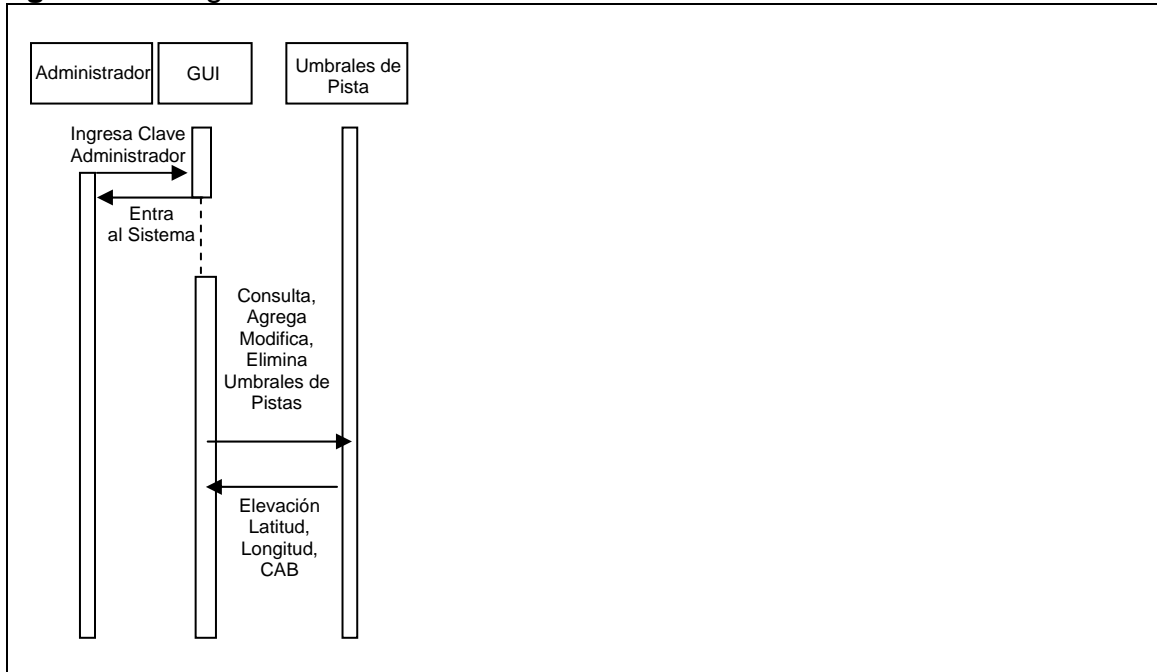 Administrador
GUI
Umbrales de
Pista
Ingresa Clave
Administrador
Entra
al Sistema
Consulta,
Agrega
Modifica,
Elimina
Umbrales de
Pistas
Elevación
Latitud,
Longitud,
CAB